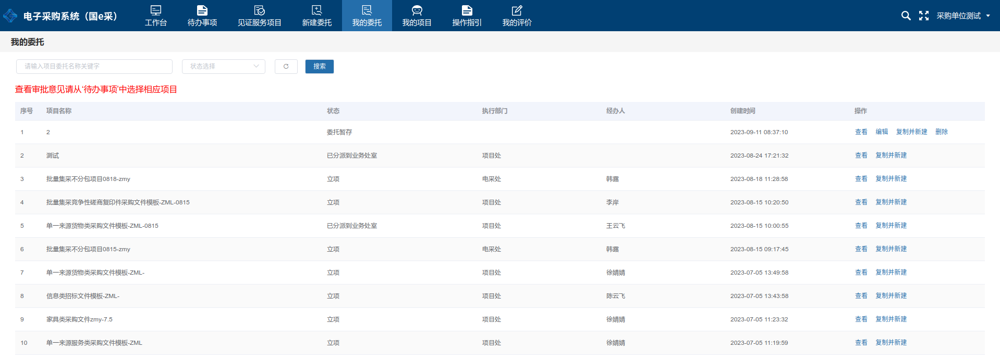 电子采购系统（国e采） 工作台 待办事项 见证服务项目 新建委托 我的委托 我的项目 操作指引 我的评价 采购单位测试
我的委托
请输入项目委托名称关键字 状态选择 搜索
查看审批意见请从‘待办事项’中选择相应项目
序号 项目名称 状态 执行部门 经办人 创建时间 操作
1 2 委托暂存 2023-09-11 08:37:10 查看 编辑 复制并新建 删除
2 测试 已分派到业务处室 项目处 2023-08-24 17:21:32 查看 复制并新建
3 批量集采不分包项目0818-zmy 立项 电采处 韩露 2023-08-18 11:28:58 查看 复制并新建
4 批量集采竞争性磋商复印件采购文件模板-ZML-0815 立项 项目处 李岸 2023-08-15 10:20:50 查看 复制并新建
5 单一来源货物类采购文件模板-ZML-0815 已分派到业务处室 项目处 王云飞 2023-08-15 10:00:55 查看 复制并新建
6 批量集采不分包项目0815-zmy 立项 电采处 韩露 2023-08-15 09:17:45 查看 复制并新建
7 单一来源货物类采购文件模板-ZML- 立项 项目处 徐婧婧 2023-07-05 13:49:58 查看 复制并新建
8 信息类招标文件模板-ZML- 立项 项目处 陈云飞 2023-07-05 13:43:58 查看 复制并新建
9 家具类采购文件zmy-7.5 立项 项目处 徐婧婧 2023-07-05 11:23:32 查看 复制并新建
10 单一来源服务类采购文件模板-ZML 立项 项目处 徐婧婧 2023-07-05 11:19:59 查看 复制并新建